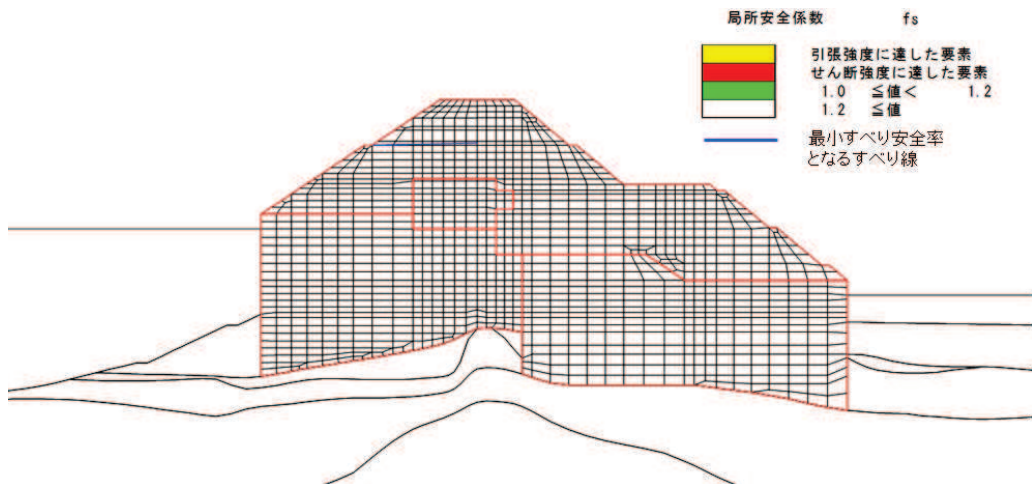 局所安全係数 fs
引張強度に達した要素
せん断強度に達した要素
1.0 ≦値< 1.2
1.2 ≦値
最小すべり安全率
となるすべり線